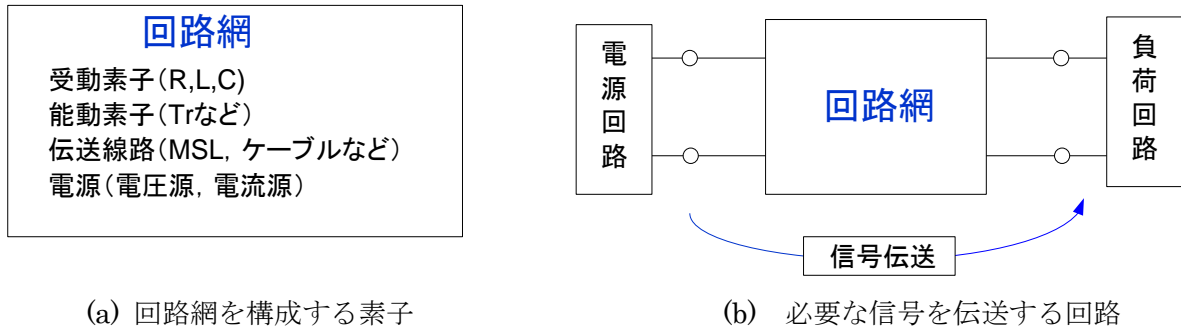 回路網
受動素子(R,L,C)
能動素子(Trなど)
伝送線路(MSL, ケーブルなど)
電源(電圧源, 電流源)
(a) 回路網を構成する素子
電源回路
回路網
負荷回路
信号伝送
(b) 必要な信号を伝送する回路